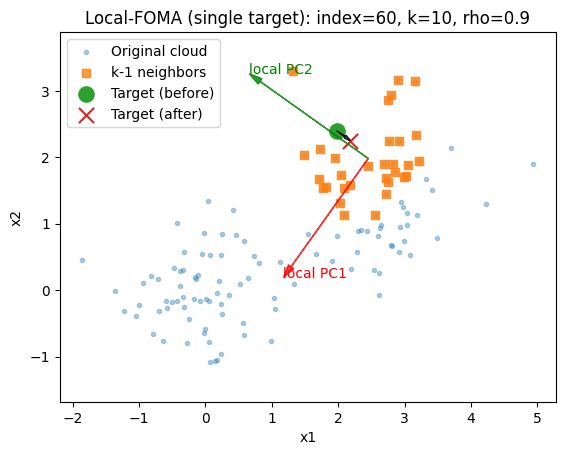 Local-FOMA (single target): index=60, k=10, rho=0.9
Original cloud
k-1 neighbors
Target (before)
Target (after)
local PC2
local PC1
x2
3
2
1
0
−1
−2
−1
0
1
2
3
4
5
x1